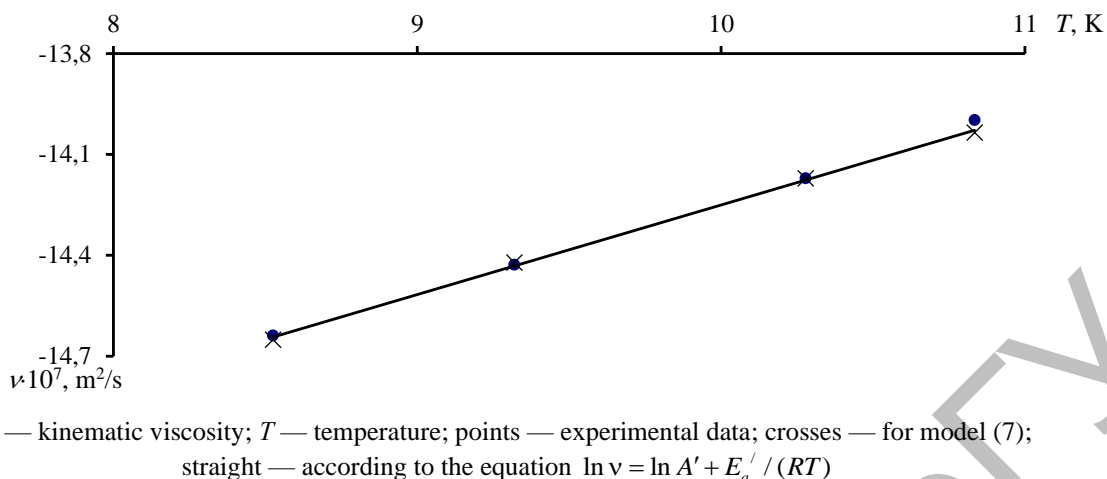 8 9 10 11 T, K
-13,8
-14,1
-14,4
-14,7
ν·10⁷, m²/s
— kinematic viscosity; T — temperature; points — experimental data; crosses — for model (7);
straight — according to the equation ln ν = ln A′ + Eₐ′ / (RT)